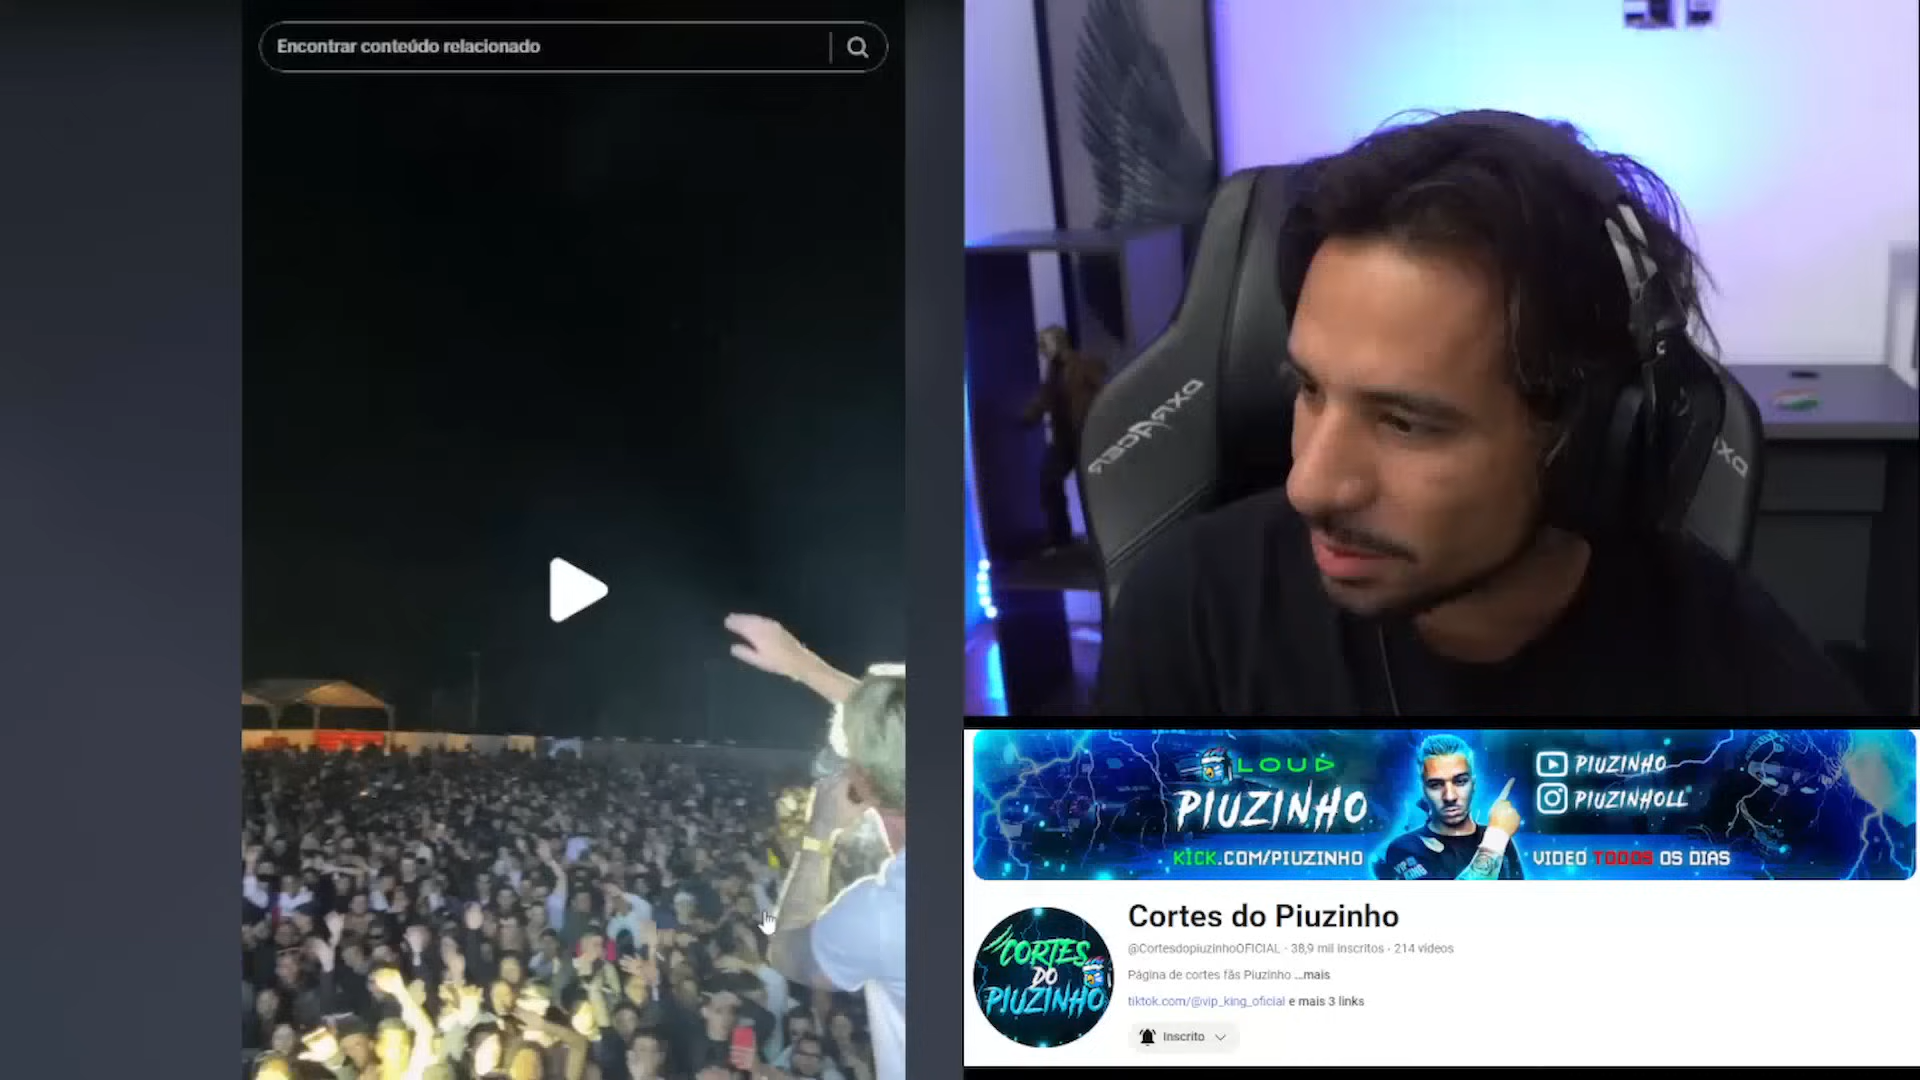 Encontrar conteúdo relacionado
DXRACER
DX
LOUD
PIUZINHO
KICK.COM/PIUZINHO
PIUZINHO
PIUZINHOLL
VIDEO TODOS OS DIAS
CORTES
DO
PIUZINHO
Cortes do Piuzinho
@CortesdopiuzinhoOFICIAL · 38,9 mil inscritos · 214 vídeos
Página de cortes fãs Piuzinho ...mais
tiktok.com/@vip_king_oficial e mais 3 links
Inscrito